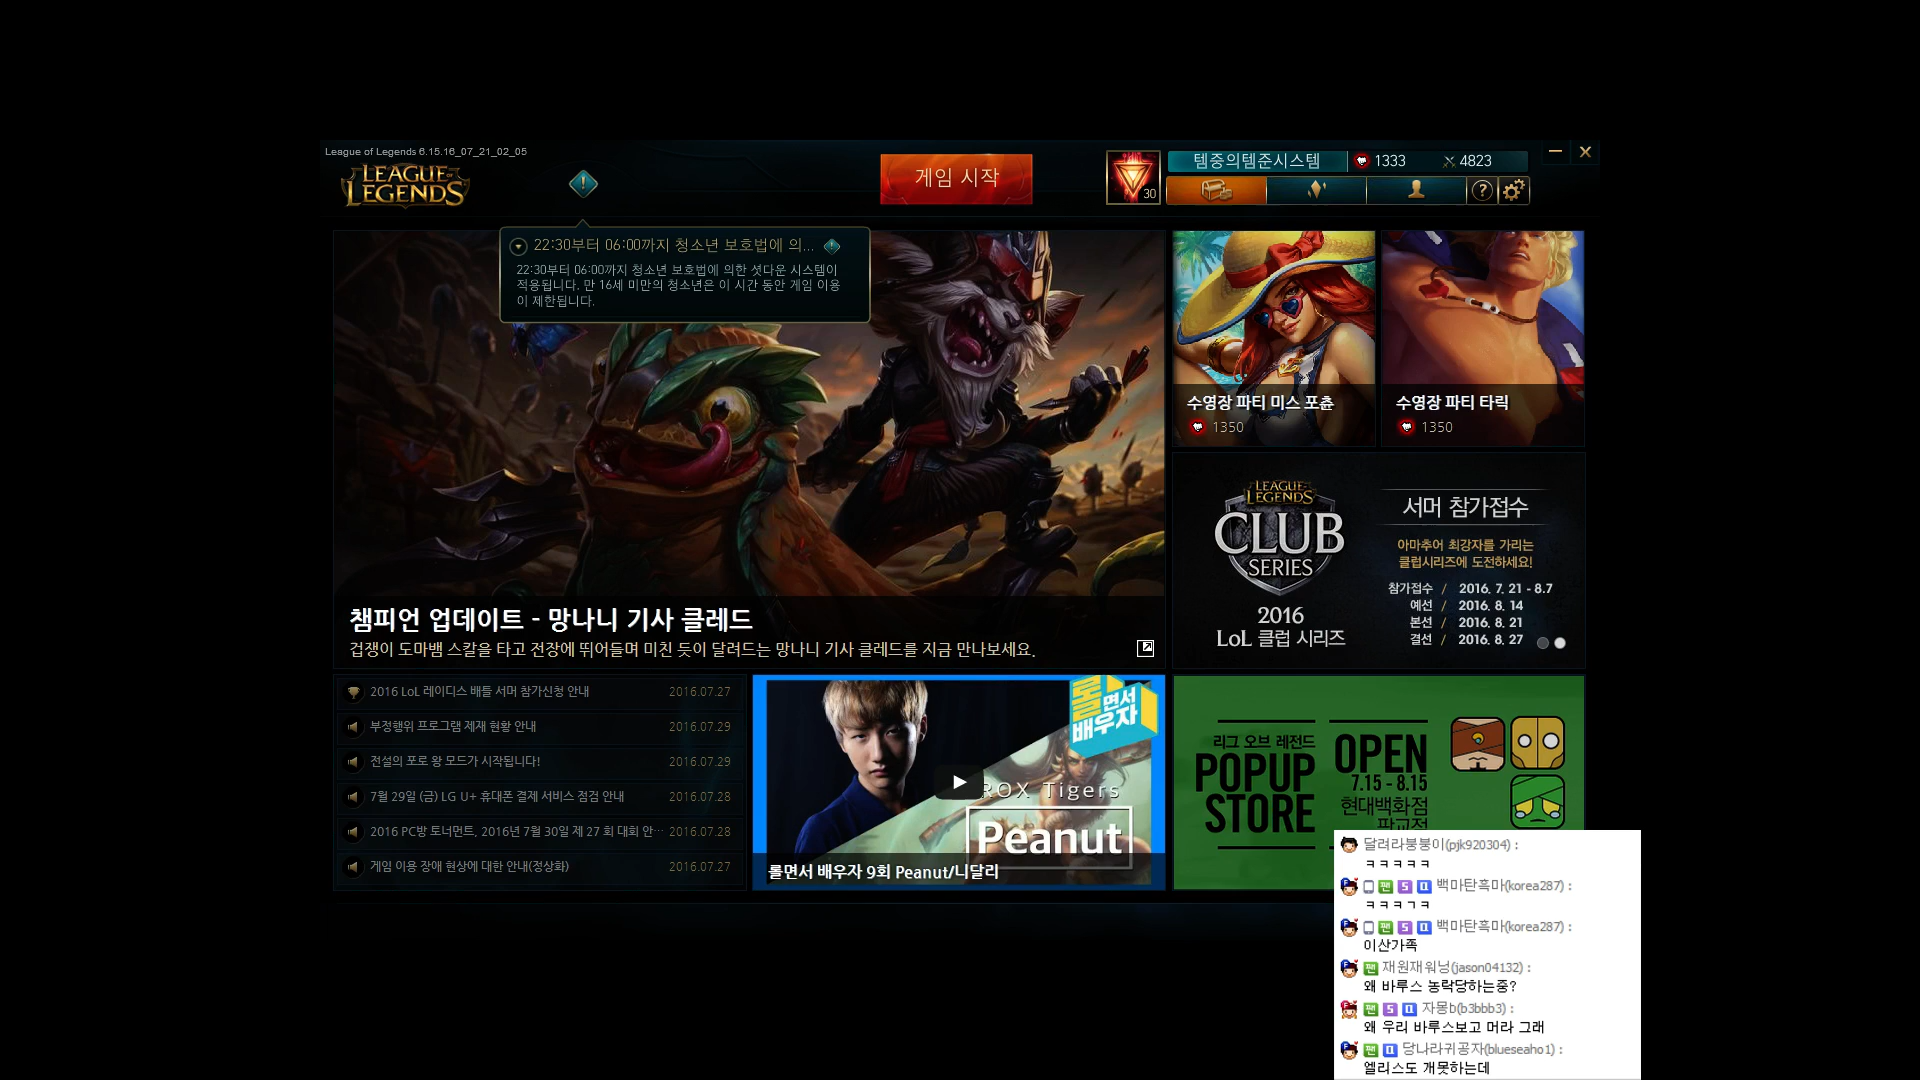 League of Legends 6.15.16_07_21_02_05
LEAGUE OF LEGENDS
게임 시작
30
템중의템준시스템
1333
4823
22:30부터 06:00까지 청소년 보호법에 의...
22:30부터 06:00까지 청소년 보호법에 의한 셧다운 시스템이
적용됩니다. 만 16세 미만의 청소년은 이 시간 동안 게임 이용
이 제한됩니다.
수영장 파티 미스 포츈
1350
수영장 파티 타릭
1350
챔피언 업데이트 - 망나니 기사 클레드
겁쟁이 도마뱀 스칼을 타고 전장에 뛰어들며 미친 듯이 달려드는 망나니 기사 클레드를 지금 만나보세요.
LEAGUE OF LEGENDS
CLUB
SERIES
2016
LoL 클럽 시리즈
서머 참가접수
아마추어 최강자를 가리는
클럽시리즈에 도전하세요!
참가접수 / 2016. 7. 21 - 8.7
예선 / 2016. 8. 14
본선 / 2016. 8. 21
결선 / 2016. 8. 27
2016 LoL 레이디스 배틀 서머 참가신청 안내 2016.07.27
부정행위 프로그램 제재 현황 안내 2016.07.29
전설의 포로 왕 모드가 시작됩니다! 2016.07.29
7월 29일 (금) LG U+ 휴대폰 결제 서비스 점검 안내 2016.07.28
2016 PC방 토너먼트, 2016년 7월 30일 제 27 회 대회 안… 2016.07.28
게임 이용 장애 현상에 대한 안내(정상화) 2016.07.27
롤면서
배우자
ROX Tigers
Peanut
롤면서 배우자 9회 Peanut/니달리
리그 오브 레전드
POPUP
STORE
OPEN
7.15 - 8.15
현대백화점
판교점
달려라붕붕이(pjk920304) :
ㅋㅋㅋㅋㅋ
팬 S 백마탄흑마(korea287) :
ㅋㅋㅋㄱㅋ
팬 S 백마탄흑마(korea287) :
이산가족
팬 재원재워넝(jason04132) :
왜 바루스 농락당하는중?
팬 S 자몽b(b3bbb3) :
왜 우리 바루스보고 머라 그래
팬 당나라귀공자(blueseaho1) :
엘리스도 개못하는데